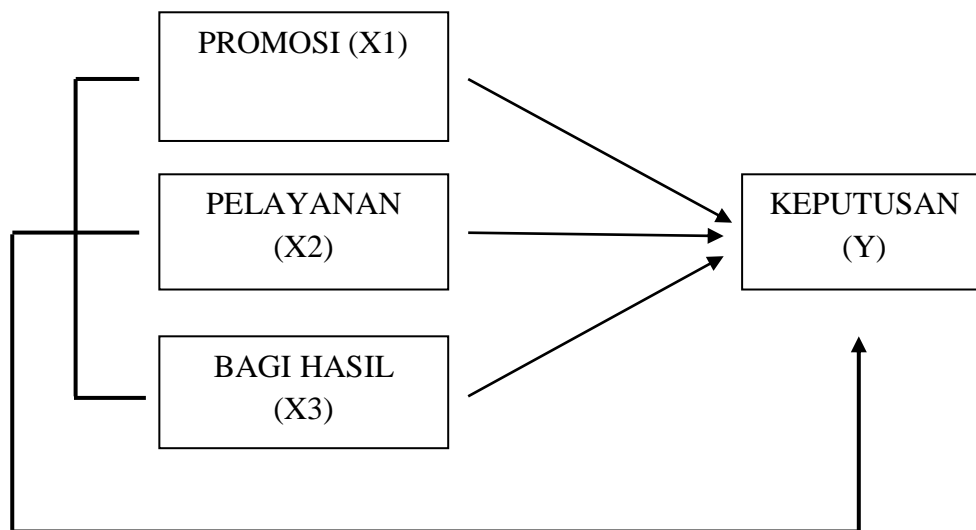 PROMOSI (X1)
PELAYANAN
(X2)
BAGI HASIL
(X3)
KEPUTUSAN
(Y)